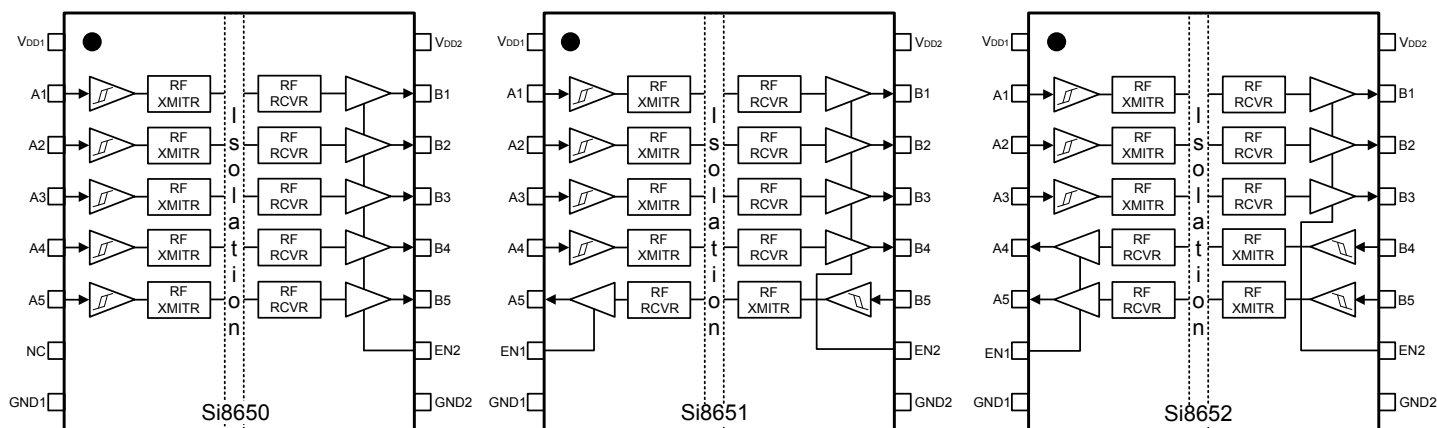 VDD1
VDD2
A1
RF XMITR
RF RCVR
B1
A2
RF XMITR
RF RCVR
B2
A3
RF XMITR
RF RCVR
B3
A4
RF XMITR
RF RCVR
B4
A5
RF XMITR
RF RCVR
B5
NC
EN2
GND1
GND2
Isolation
Si8650
VDD1
VDD2
A1
RF XMITR
RF RCVR
B1
A2
RF XMITR
RF RCVR
B2
A3
RF XMITR
RF RCVR
B3
A4
RF XMITR
RF RCVR
B4
A5
RF RCVR
RF XMITR
B5
EN1
EN2
GND1
GND2
Isolation
Si8651
VDD1
VDD2
A1
RF XMITR
RF RCVR
B1
A2
RF XMITR
RF RCVR
B2
A3
RF XMITR
RF RCVR
B3
A4
RF RCVR
RF XMITR
B4
A5
RF RCVR
RF XMITR
B5
EN1
EN2
GND1
GND2
Isolation
Si8652